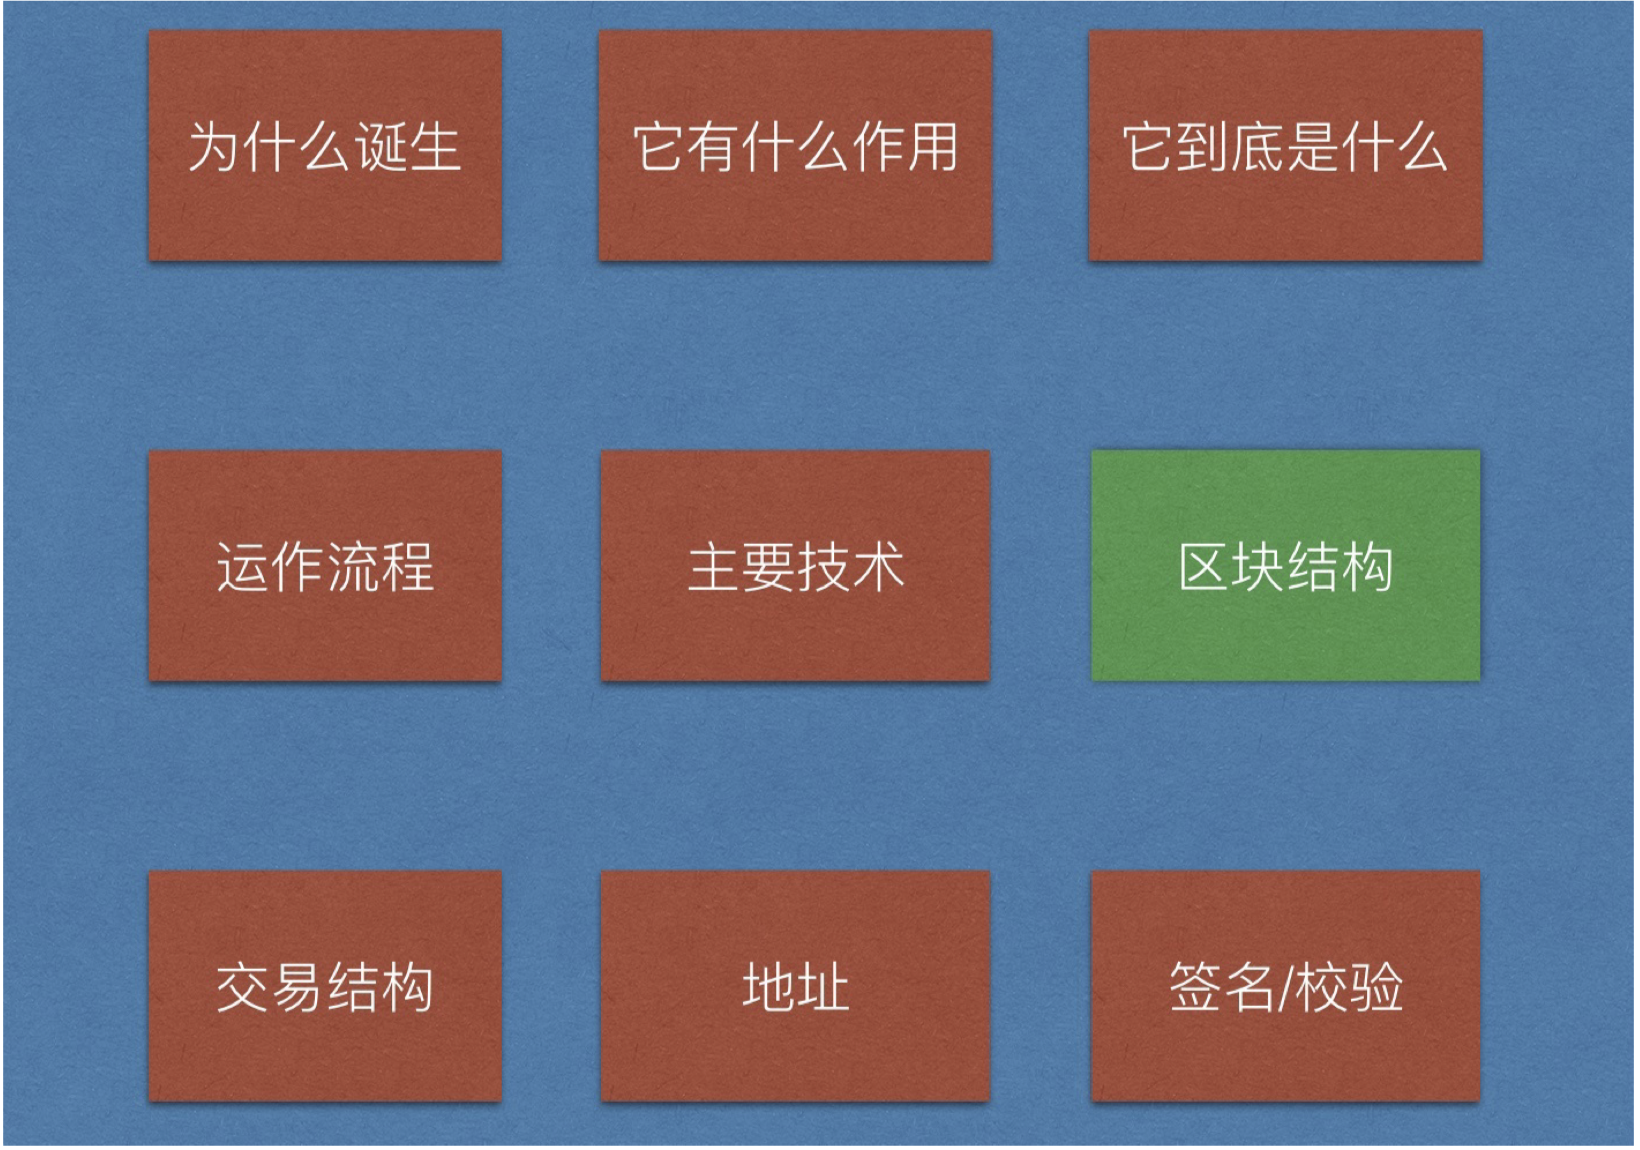 为什么诞生
它有什么作用
它到底是什么
运作流程
主要技术
区块结构
交易结构
地址
签名/校验